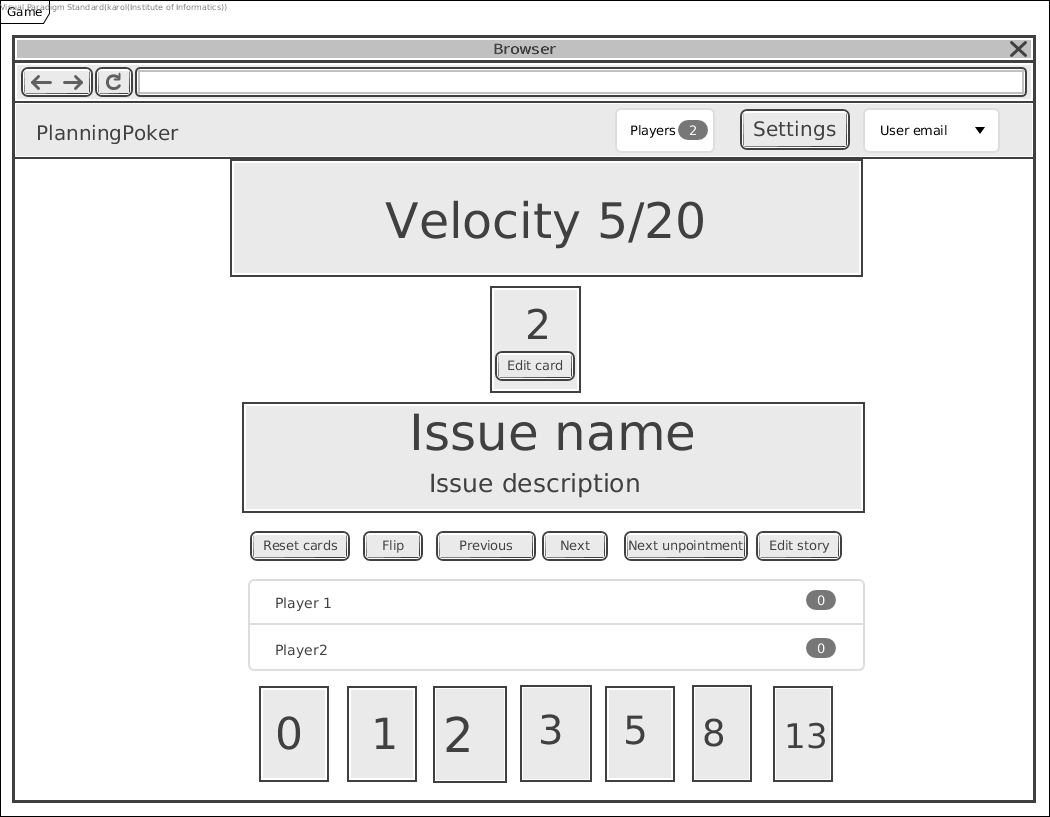 Visual Paradigm Standard(karol(Institute of Informatics))
Game
Browser
PlanningPoker
Players 2
Settings
User email
Velocity 5/20
2
Edit card
Issue name
Issue description
Reset cards
Flip
Previous
Next
Next unpointment
Edit story
Player 1
0
Player2
0
0 1 2 3 5 8 13